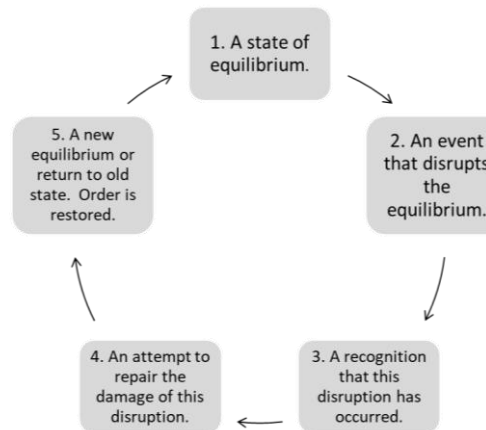 1. A state of
equilibrium.
2. An event
that disrupts
the
equilibrium.
3. A recognition
that this
disruption has
occurred.
4. An attempt to
repair the
damage of this
disruption.
5. A new
equilibrium or
return to old
state. Order is
restored.